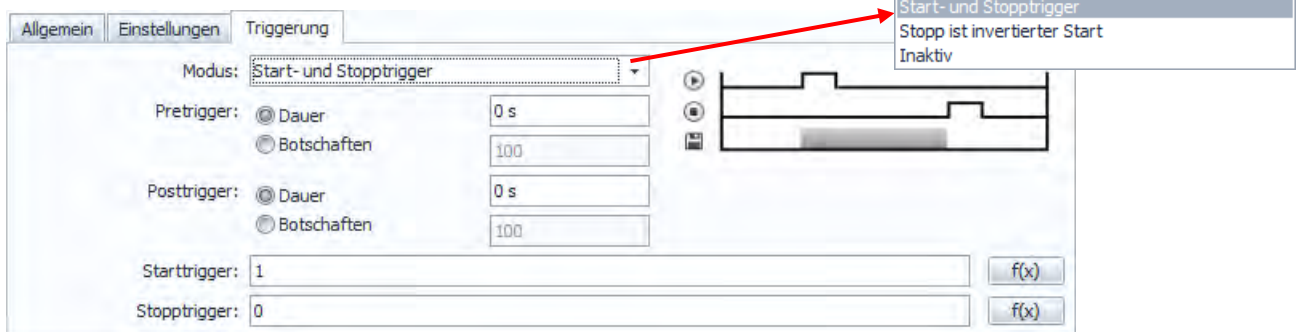 Start- und Stopptrigger
Stopp ist invertierter Start
Inaktiv
Allgemein Einstellungen Triggerung
Modus: Start- und Stopptrigger
Pretrigger: Dauer 0 s
Botschaften 100
Posttrigger: Dauer 0 s
Botschaften 100
Starttrigger: 1 f(x)
Stopptrigger: 0 f(x)